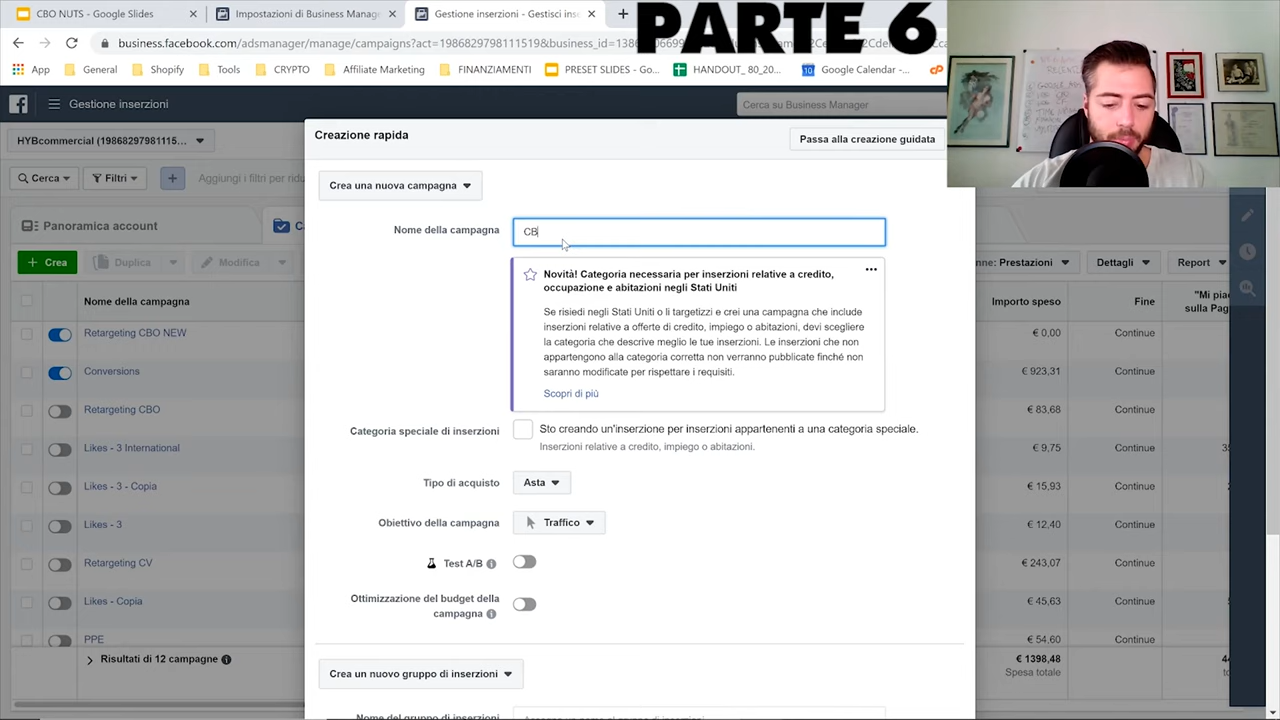 CBO NUTS - Google Slides
Impostazioni di Business Manage
Gestione inserzioni - Gestisci inse
PARTE 6
business.facebook.com/adsmanager/manage/campaigns?act=1986829798111519&business_id=1386
App
Shopify
Tools
Affiliate Marketing
FINANZIAMENTI
PRESET SLIDES - Go...
HANDOUT_ 80_20...
Google Calendar -...
Gestione inserzioni
Cerca su Business Manager
Creazione rapida
Passa alla creazione guidata
Cerca
Filtri
Aggiungi i filtri per ridu
Crea una nuova campagna
Panoramica account
Nome della campagna
CB
Crea
Duplica
Modifica
nne: Prestazioni
Dettagli
Report
Novità! Categoria necessaria per inserzioni relative a credito,
occupazione e abitazioni negli Stati Uniti
Se risiedi negli Stati Uniti o li targetizzi e crei una campagna che include
inserzioni relative a offerte di credito, impiego o abitazioni, devi scegliere
la categoria che descrive meglio le tue inserzioni. Le inserzioni che non
appartengono alla categoria corretta non verranno pubblicate finché non
saranno modificate per rispettare i requisiti.
Scopri di più
Nome della campagna
Importo speso
Fine
"Mi piac
sulla Pag
Retargeting CBO NEW
€ 0,00
Continue
Conversions
€ 923,31
Continue
Retargeting CBO
€ 83,68
Continue
Likes - 3 International
€ 9,75
Continue
Likes - 3 - Copia
€ 15,93
Continue
Likes - 3
€ 12,40
Continue
Retargeting CV
€ 243,07
Continue
Likes - Copia
€ 45,63
Continue
PPE
€ 54,60
Continue
Risultati di 12 campagne
€ 1398,48
Spesa totale
Categoria speciale di inserzioni
Sto creando un'inserzione per inserzioni appartenenti a una categoria speciale.
Inserzioni relative a credito, impiego o abitazioni.
Tipo di acquisto
Asta
Obiettivo della campagna
Traffico
Test A/B
Ottimizzazione del budget della
campagna
Crea un nuovo gruppo di inserzioni
Nome del gruppo di inserzioni